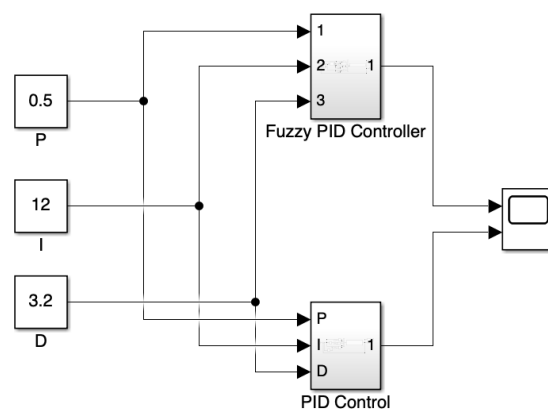 0.5
P
12
I
3.2
D
1
2
3
1
Fuzzy PID Controller
P
I
D
1
PID Control